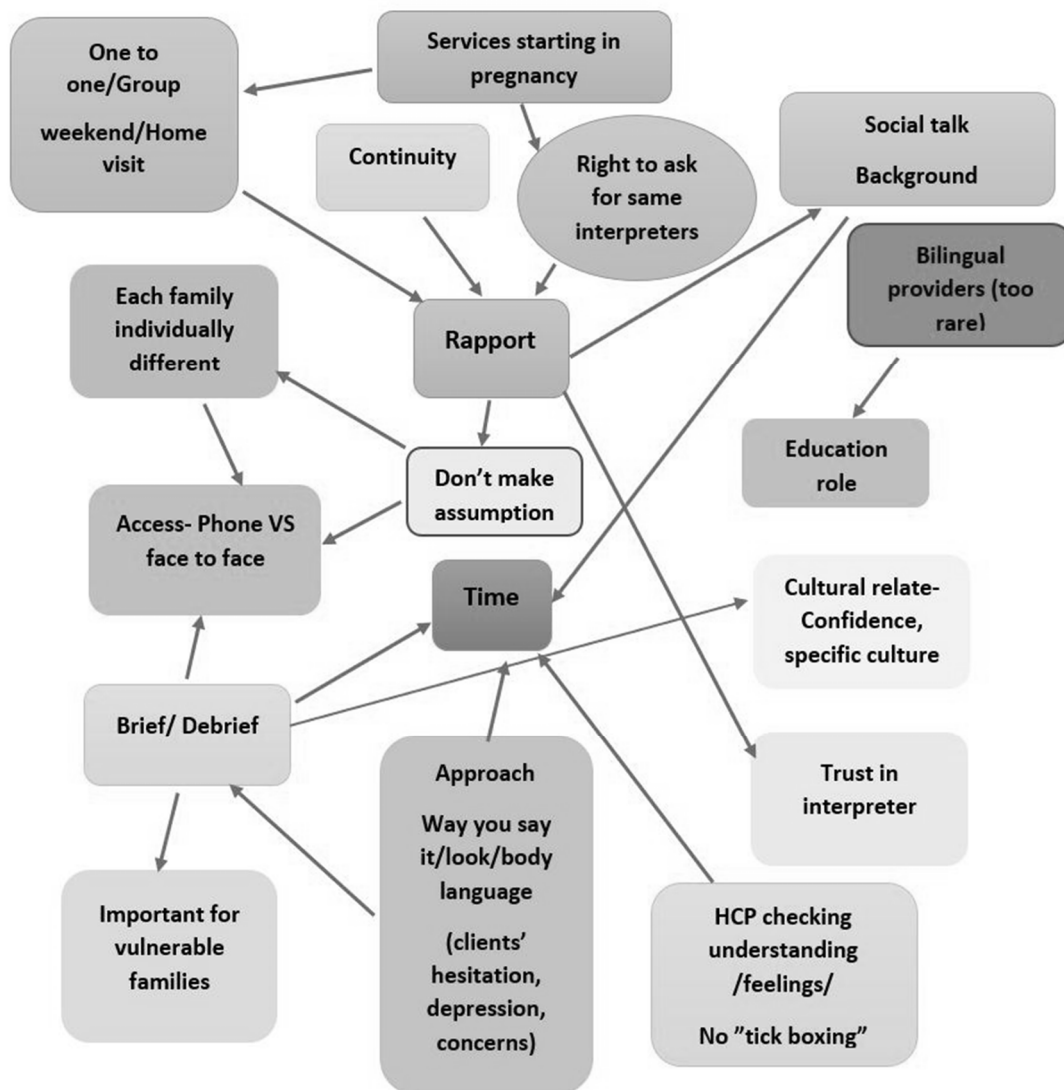 One to
one/Group
weekend/Home
visit
Services starting in
pregnancy
Continuity
Right to ask
for same
interpreters
Social talk
Background
Bilingual
providers (too
rare)
Each family
individually
different
Rapport
Education
role
Don't make
assumption
Access- Phone VS
face to face
Time
Cultural relate-
Confidence,
specific culture
Brief/ Debrief
Approach
Way you say
it/look/body
language
(clients'
hesitation,
depression,
concerns)
Trust in
interpreter
Important for
vulnerable
families
HCP checking
understanding
/feelings/
No ”tick boxing”